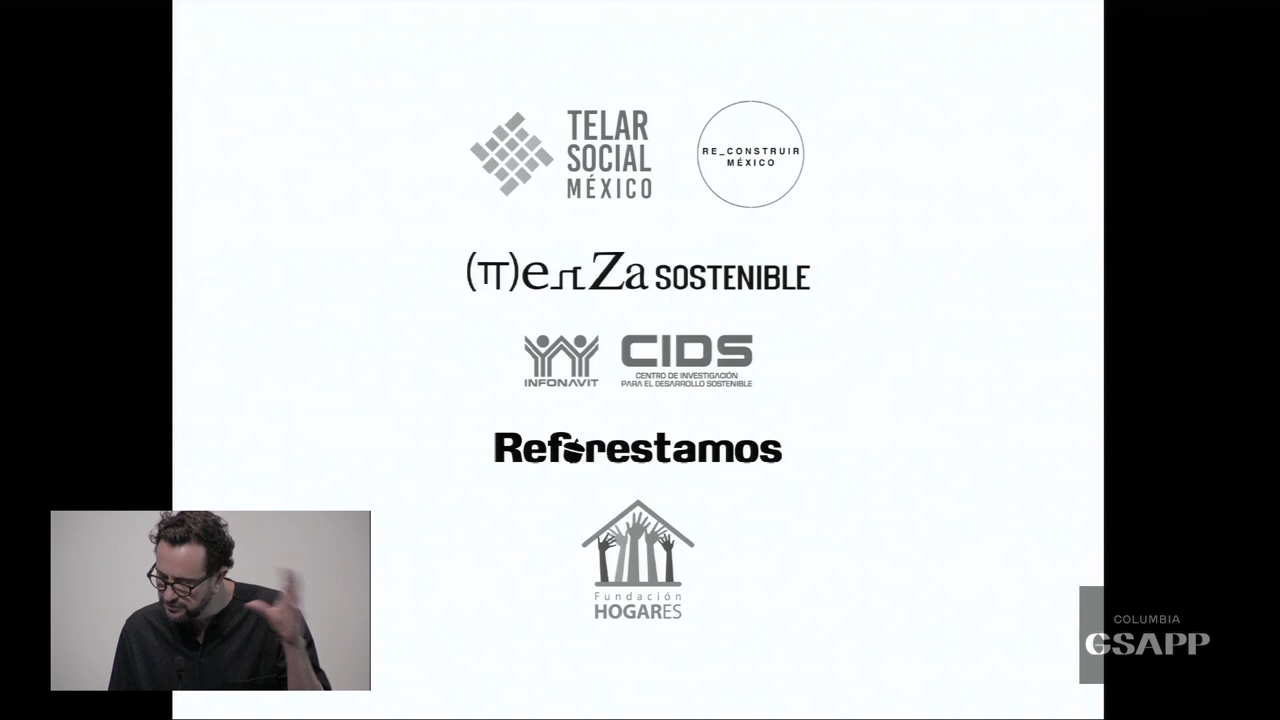 TELAR
SOCIAL
MÉXICO
RE_CONSTRUIR
MÉXICO
SOSTENIBLE
INFONAVIT
CIDS
CENTRO DE INVESTIGACIÓN
PARA EL DESARROLLO SOSTENIBLE
Reforestamos
Fundación
HOGARES
COLUMBIA
GSAPP